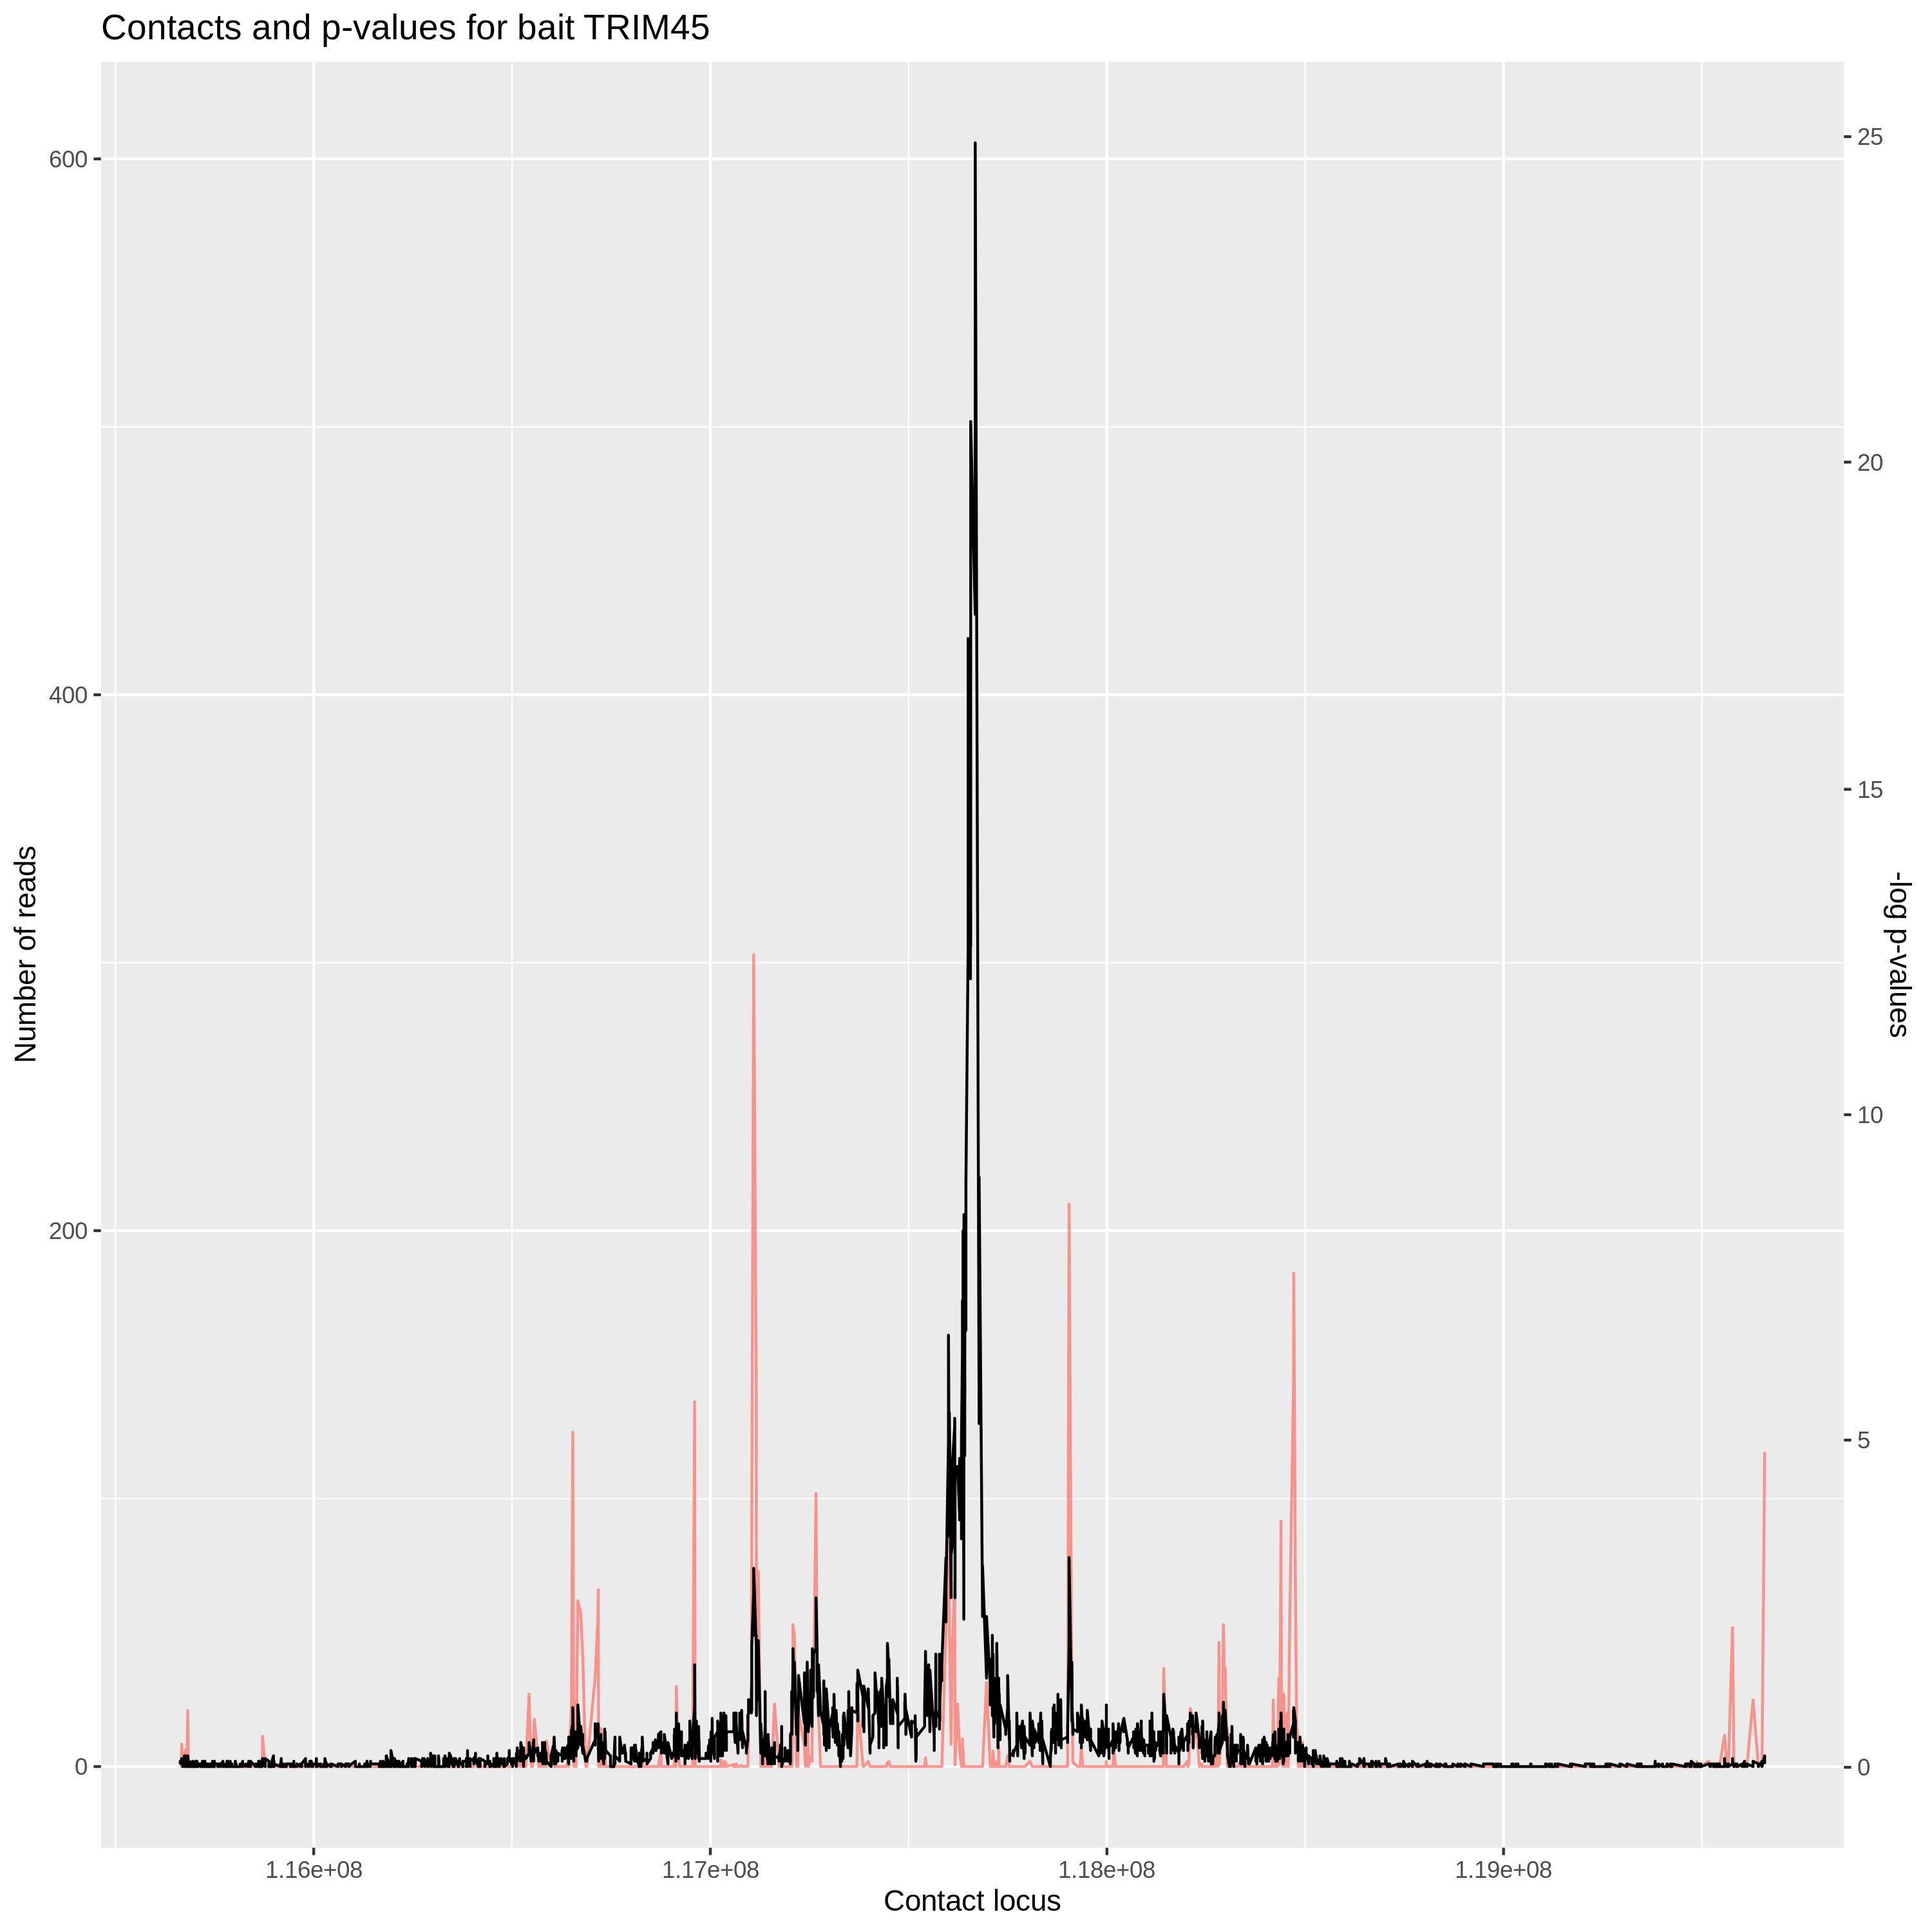 Contacts and p-values for bait TRIM45
600
400
200
0
Number of reads
25
20
15
10
5
0
-log p-values
1.16e+08
1.17e+08
1.18e+08
1.19e+08
Contact locus